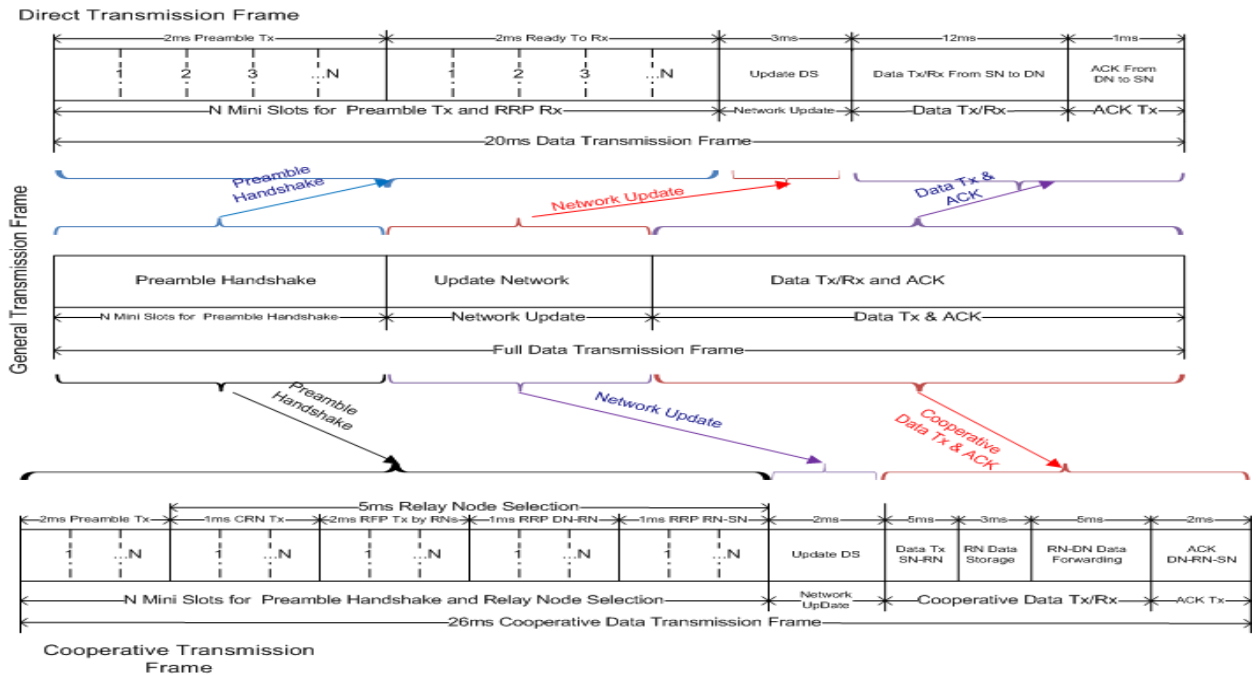 Direct Transmission Frame
2ms Preamble Tx 2ms Ready To Rx 3ms 12ms 1ms
1 2 3 ...N 1 2 3 ...N Update DS Data Tx/Rx From SN to DN ACK From
DN to SN
N Mini Slots for Preamble Tx and RRP Rx Network Update Data Tx/Rx ACK Tx
20ms Data Transmission Frame
Preamble
Handshake
Network Update
Data Tx &
ACK
General Transmission Frame
Preamble Handshake Update Network Data Tx/Rx and ACK
N Mini Slots for Preamble Handshake Network Update Data Tx & ACK
Full Data Transmission Frame
Preamble
Handshake
Network Update
Cooperative
Data Tx & ACK
5ms Relay Node Selection
2ms Preamble Tx 1ms CRN Tx 2ms RFP Tx by RNs 1ms RRP DN-RN 1ms RRP RN-SN 2ms 5ms 3ms 5ms 2ms
1 ...N 1 ...N 1 ...N 1 ...N 1 ...N Update DS
Data Tx
SN-RN
RN Data
Storage
RN-DN Data
Forwarding
ACK
DN-RN-SN
N Mini Slots for Preamble Handshake and Relay Node Selection
Network
UpDate
Cooperative Data Tx/Rx ACK Tx
26ms Cooperative Data Transmission Frame
Cooperative Transmission
Frame